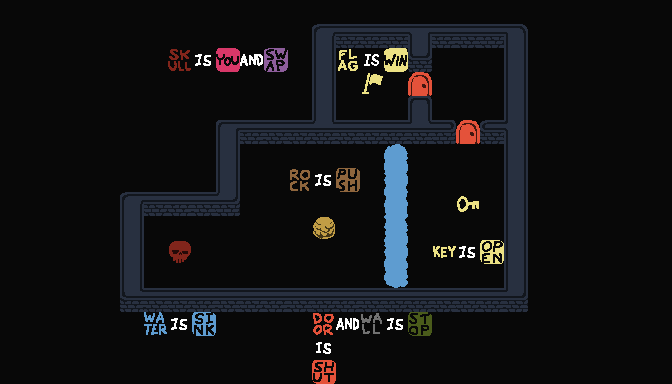 SKULL IS YOU AND SWAP
FLAG IS WIN
ROCK IS PUSH
KEY IS OPEN
WATER IS SINK
DOOR AND WALL IS STOP
IS
SHUT